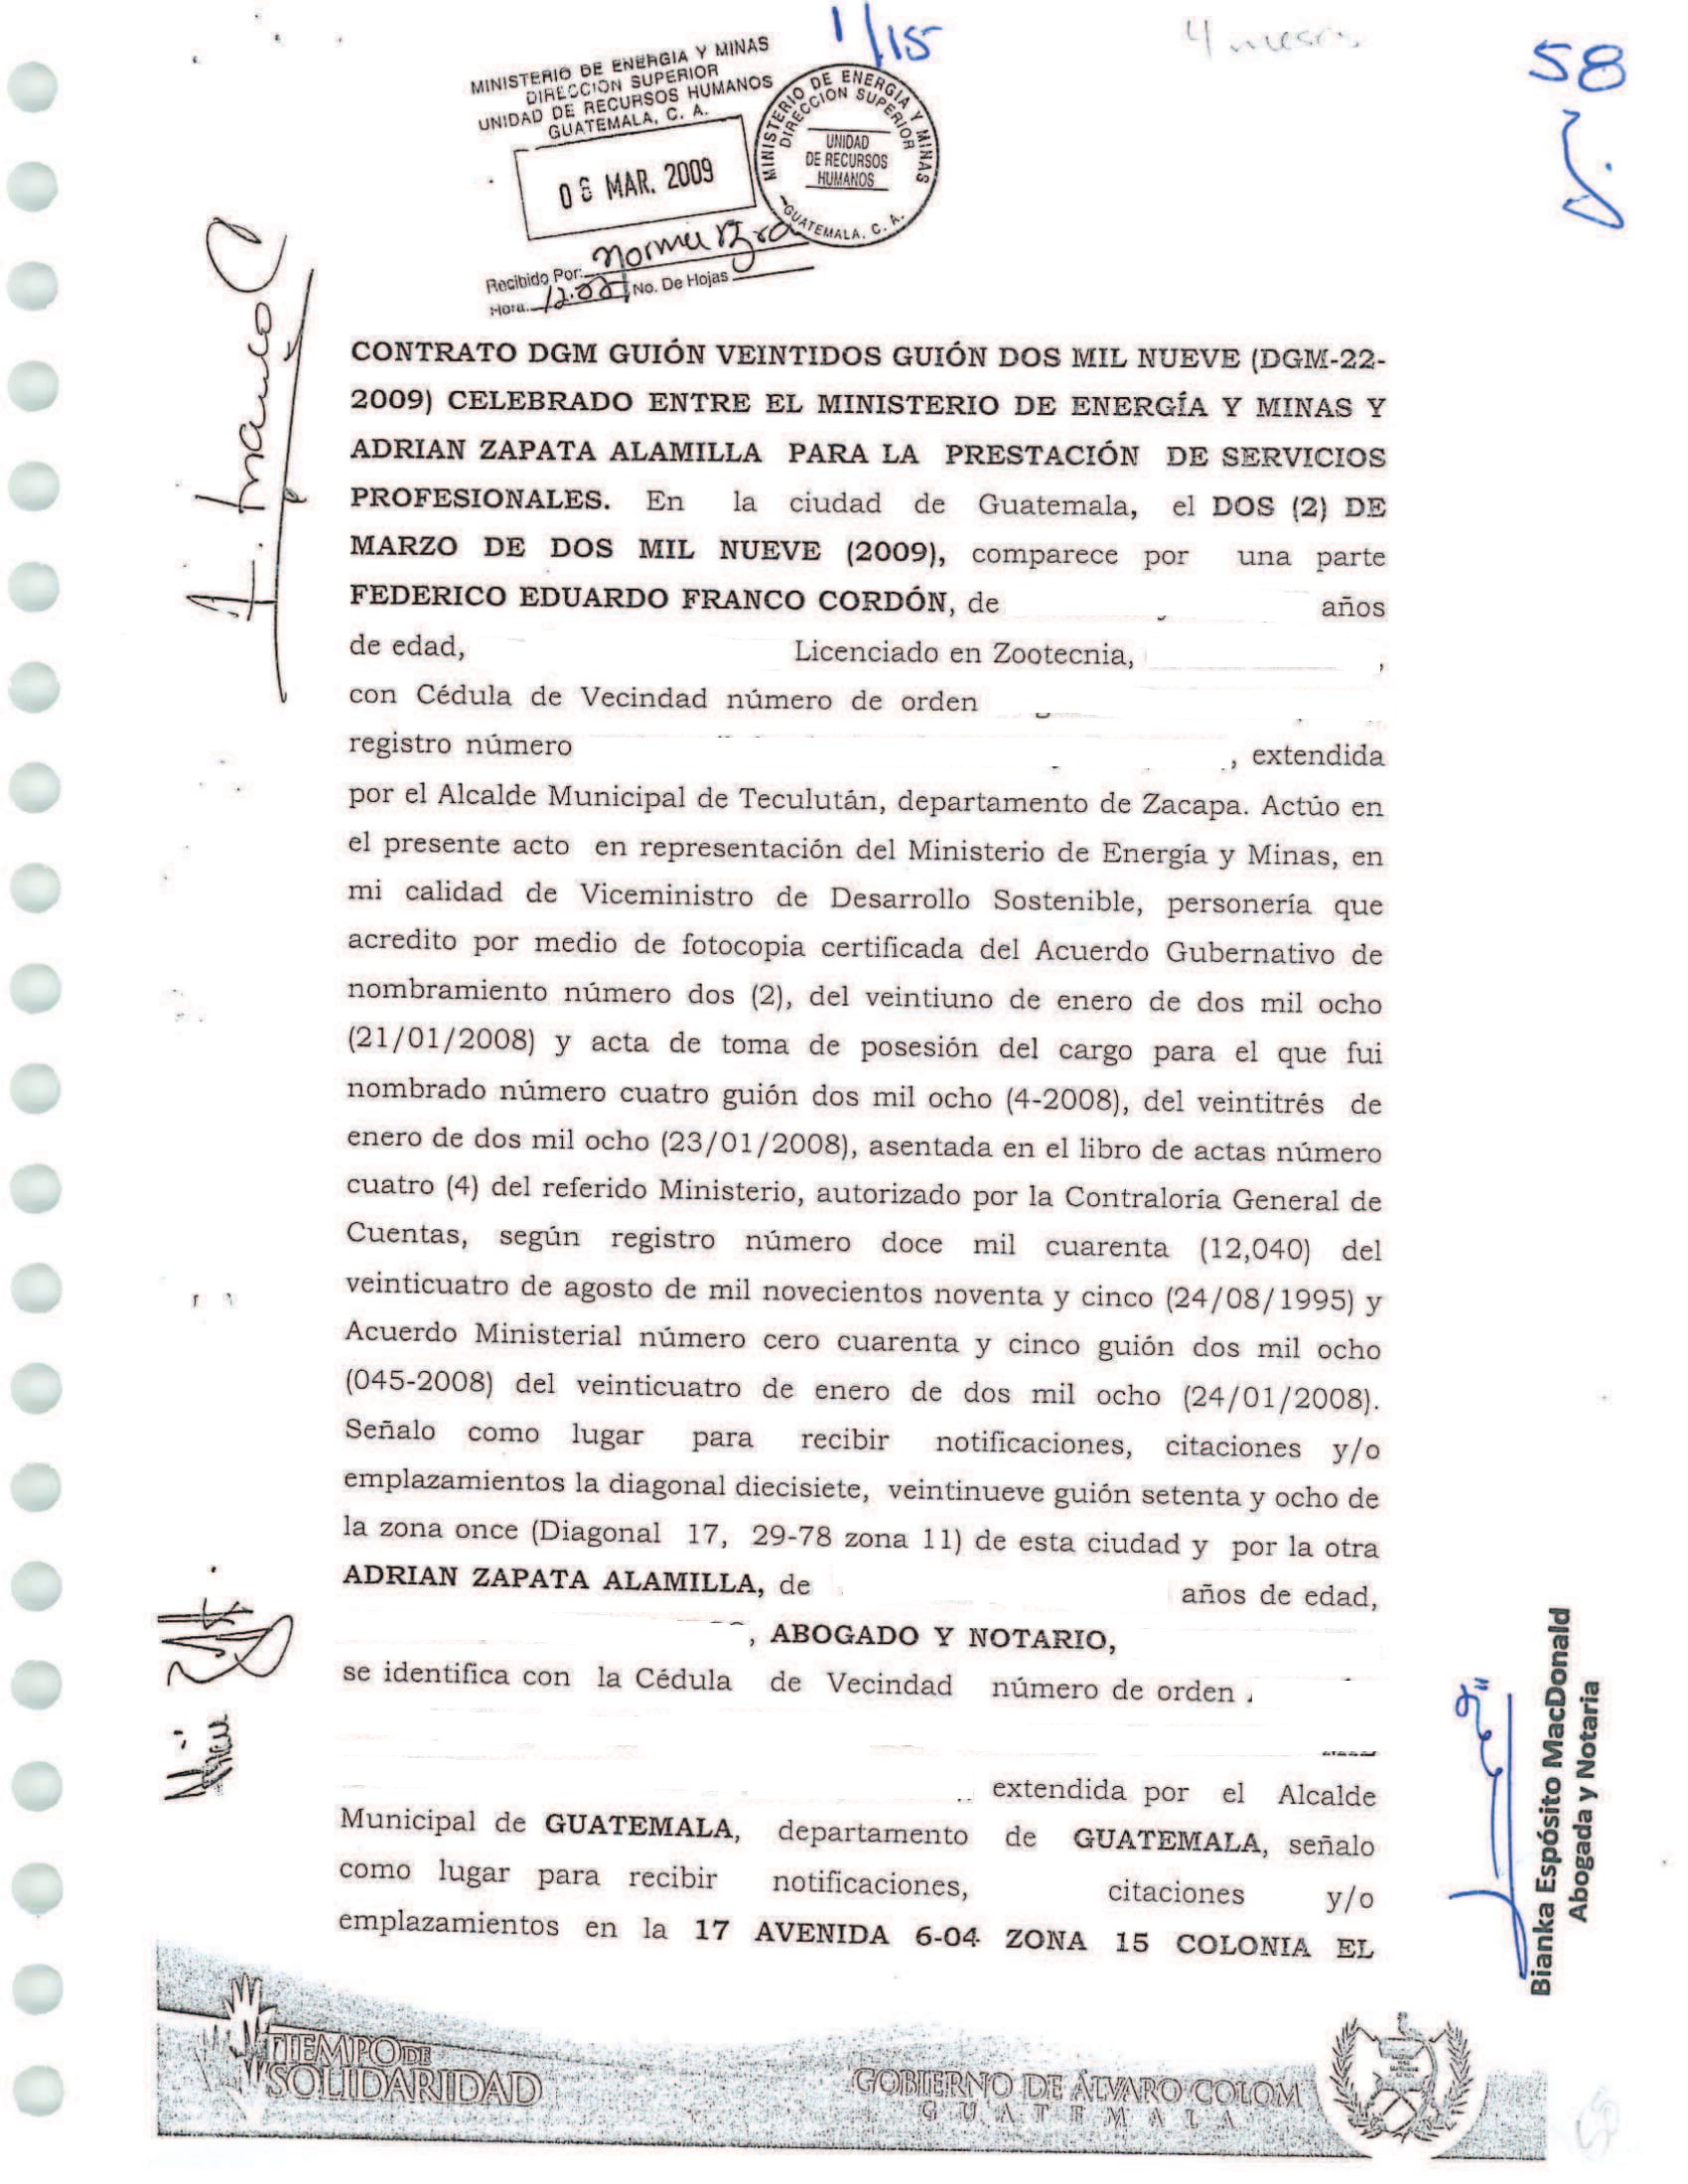 1/15
4 meses
58
MINISTERIO DE ENERGIA Y MINAS
DIRECCION SUPERIOR
UNIDAD DE RECURSOS HUMANOS
GUATEMALA, C. A.
06 MAR. 2009
MINISTERIO DE ENERGIA Y MINAS
DIRECCION SUPERIOR
UNIDAD
DE RECURSOS
HUMANOS
GUATEMALA. C. A.
Recibido Por: Norma
Hora. No. De Hojas
CONTRATO DGM GUIÓN VEINTIDOS GUIÓN DOS MIL NUEVE (DGM-22-
2009) CELEBRADO ENTRE EL MINISTERIO DE ENERGÍA Y MINAS Y
ADRIAN ZAPATA ALAMILLA PARA LA PRESTACIÓN DE SERVICIOS
PROFESIONALES. En la ciudad de Guatemala, el DOS (2) DE
MARZO DE DOS MIL NUEVE (2009), comparece por una parte
FEDERICO EDUARDO FRANCO CORDÓN, de años
de edad, Licenciado en Zootecnia, ,
con Cédula de Vecindad número de orden
registro número , extendida
por el Alcalde Municipal de Teculután, departamento de Zacapa. Actúo en
el presente acto en representación del Ministerio de Energía y Minas, en
mi calidad de Viceministro de Desarrollo Sostenible, personería que
acredito por medio de fotocopia certificada del Acuerdo Gubernativo de
nombramiento número dos (2), del veintiuno de enero de dos mil ocho
(21/01/2008) y acta de toma de posesión del cargo para el que fui
nombrado número cuatro guión dos mil ocho (4-2008), del veintitrés de
enero de dos mil ocho (23/01/2008), asentada en el libro de actas número
cuatro (4) del referido Ministerio, autorizado por la Contraloría General de
Cuentas, según registro número doce mil cuarenta (12,040) del
veinticuatro de agosto de mil novecientos noventa y cinco (24/08/1995) y
Acuerdo Ministerial número cero cuarenta y cinco guión dos mil ocho
(045-2008) del veinticuatro de enero de dos mil ocho (24/01/2008).
Señalo como lugar para recibir notificaciones, citaciones y/o
emplazamientos la diagonal diecisiete, veintinueve guión setenta y ocho de
la zona once (Diagonal 17, 29-78 zona 11) de esta ciudad y por la otra
ADRIAN ZAPATA ALAMILLA, de años de edad,
, ABOGADO Y NOTARIO,
se identifica con la Cédula de Vecindad número de orden
extendida por el Alcalde
Municipal de GUATEMALA, departamento de GUATEMALA, señalo
como lugar para recibir notificaciones, citaciones y/o
emplazamientos en la 17 AVENIDA 6-04 ZONA 15 COLONIA EL
Bianka Espósito MacDonald
Abogada y Notaria
TIEMPO DE
SOLIDARIDAD
GOBIERNO DE ÁLVARO COLOM
GUATEMALA